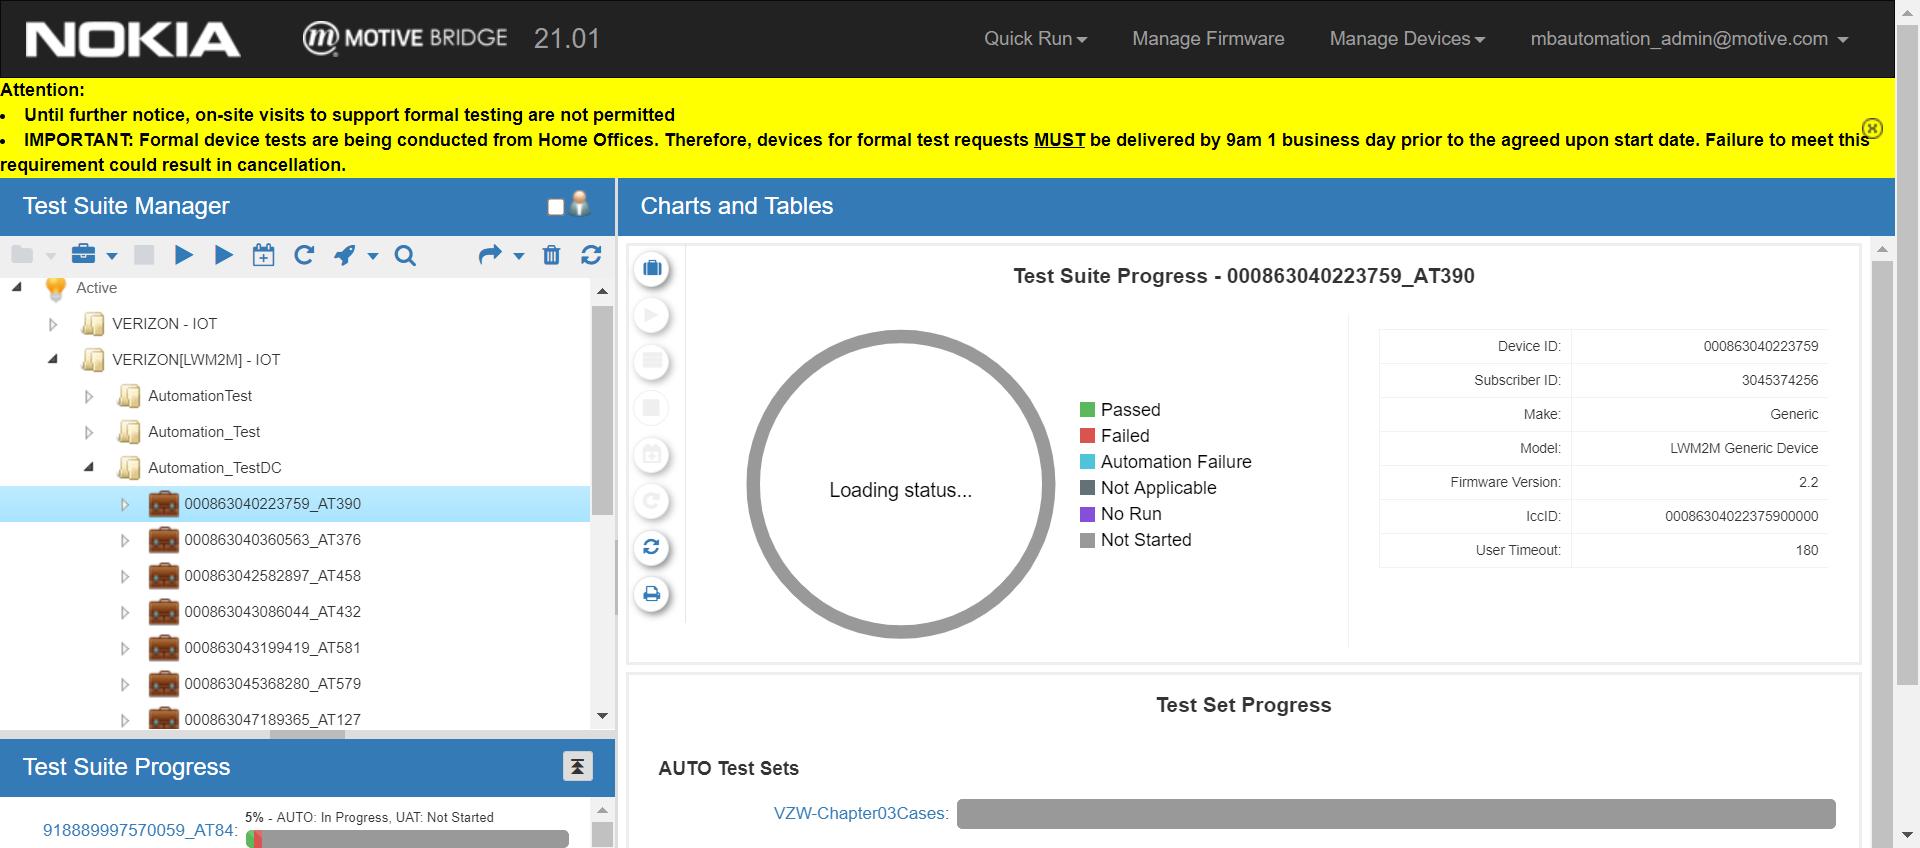 NOKIA MOTIVE BRIDGE 21.01 Quick Run Manage Firmware Manage Devices mbautomation_admin@motive.com
Attention:
• Until further notice, on-site visits to support formal testing are not permitted
• IMPORTANT: Formal device tests are being conducted from Home Offices. Therefore, devices for formal test requests MUST be delivered by 9am 1 business day prior to the agreed upon start date. Failure to meet this
requirement could result in cancellation.
Test Suite Manager
Active
VERIZON - IOT
VERIZON[LWM2M] - IOT
AutomationTest
Automation_Test
Automation_TestDC
000863040223759_AT390
000863040360563_AT376
000863042582897_AT458
000863043086044_AT432
000863043199419_AT581
000863045368280_AT579
000863047189365_AT127
Test Suite Progress
918889997570059_AT84:
5% - AUTO: In Progress, UAT: Not Started
Charts and Tables
Test Suite Progress - 000863040223759_AT390
Loading status...
Passed
Failed
Automation Failure
Not Applicable
No Run
Not Started
Device ID: 000863040223759
Subscriber ID: 3045374256
Make: Generic
Model: LWM2M Generic Device
Firmware Version: 2.2
IccID: 00086304022375900000
User Timeout: 180
Test Set Progress
AUTO Test Sets
VZW-Chapter03Cases: